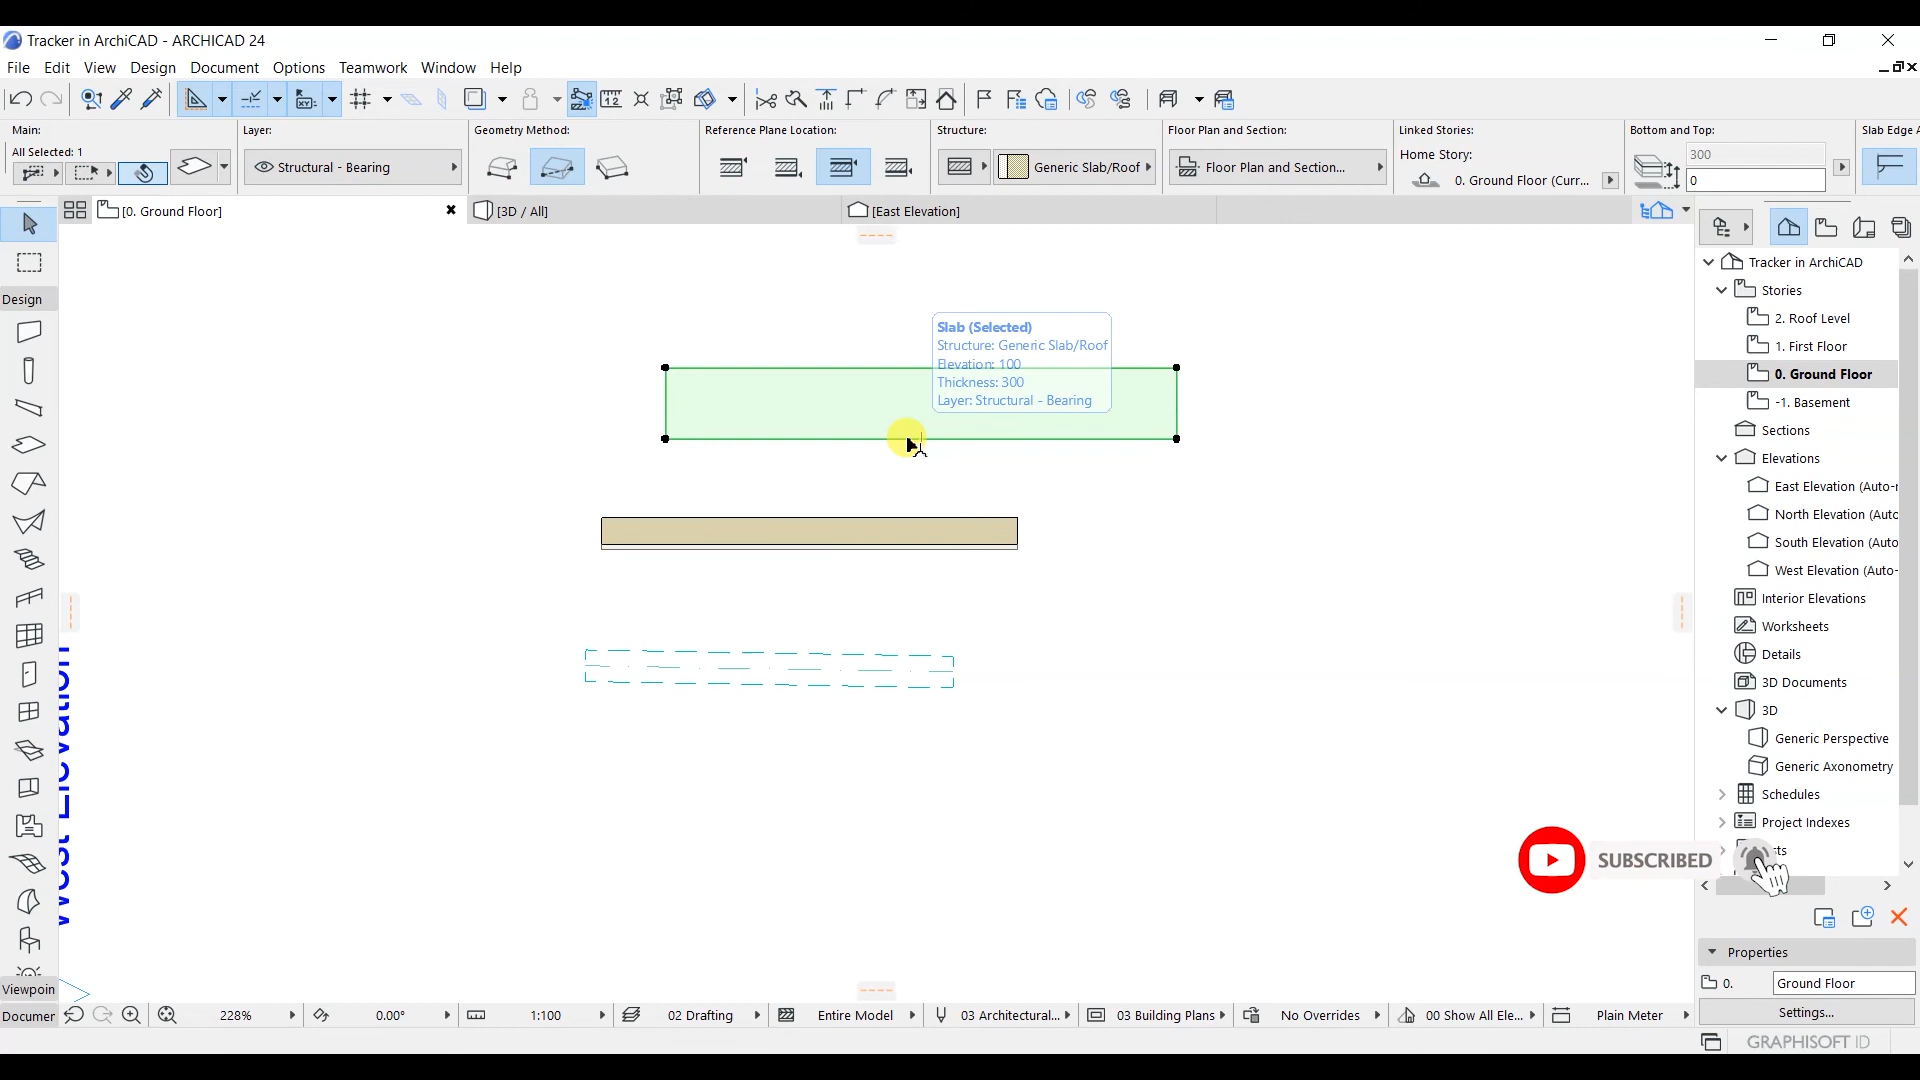 Tracker in ArchiCAD - ARCHICAD 24
File Edit View Design Document Options Teamwork Window Help
Main: Layer: Geometry Method: Reference Plane Location: Structure: Floor Plan and Section: Linked Stories: Bottom and Top: Slab Edge A
All Selected: 1
Home Story:
300
Structural - Bearing
Generic Slab/Roof
Floor Plan and Section...
0. Ground Floor (Curr...
0
[0. Ground Floor]
[3D / All]
[East Elevation]
Design
Slab (Selected)
Structure: Generic Slab/Roof
Elevation: 100
Thickness: 300
Layer: Structural - Bearing
West Elevation
Tracker in ArchiCAD
Stories
2. Roof Level
1. First Floor
0. Ground Floor
-1. Basement
Sections
Elevations
East Elevation (Auto-r
North Elevation (Auto
South Elevation (Auto
West Elevation (Auto-
Interior Elevations
Worksheets
Details
3D Documents
3D
Generic Perspective
Generic Axonometry
Schedules
Project Indexes
SUBSCRIBED
Properties
0.
Ground Floor
Settings...
Viewpoin
Documer
228% 0.00° 1:100 02 Drafting Entire Model 03 Architectural... 03 Building Plans No Overrides 00 Show All Ele... Plain Meter
GRAPHISOFT ID